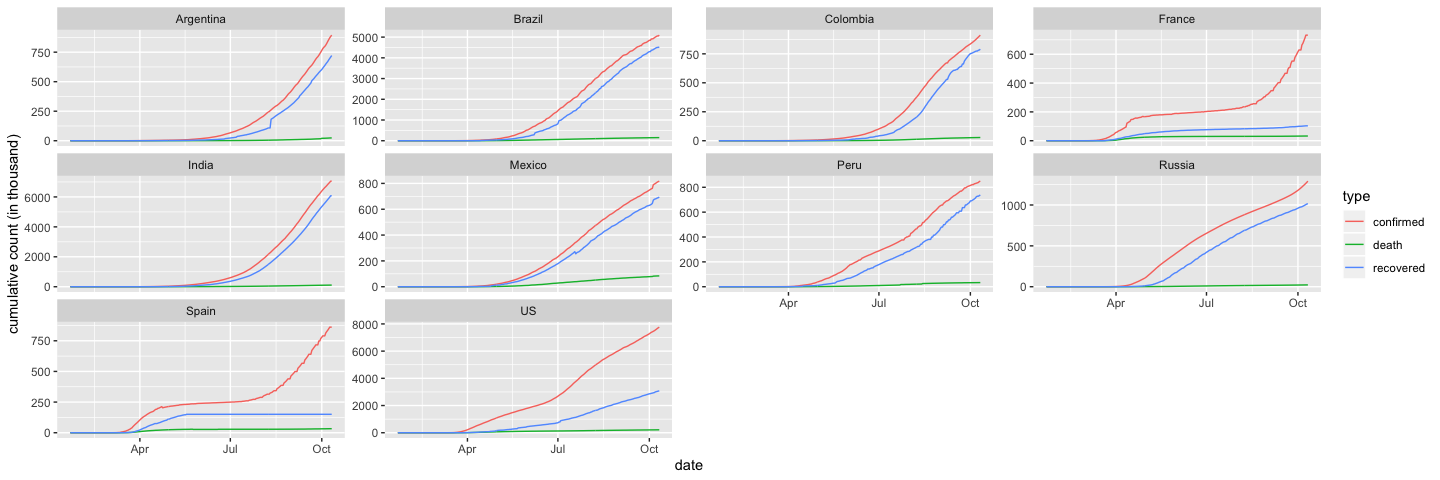 Argentina
Brazil
Colombia
France
750
500
250
0
5000
4000
3000
2000
1000
0
750
500
250
0
600
400
200
0
India
Mexico
Peru
Russia
6000
4000
2000
0
800
600
400
200
0
800
600
400
200
0
Apr Jul Oct
1000
500
0
Apr Jul Oct
Spain
US
750
500
250
0
Apr Jul Oct
8000
6000
4000
2000
0
Apr Jul Oct
date
cumulative count (in thousand)
type
confirmed
death
recovered